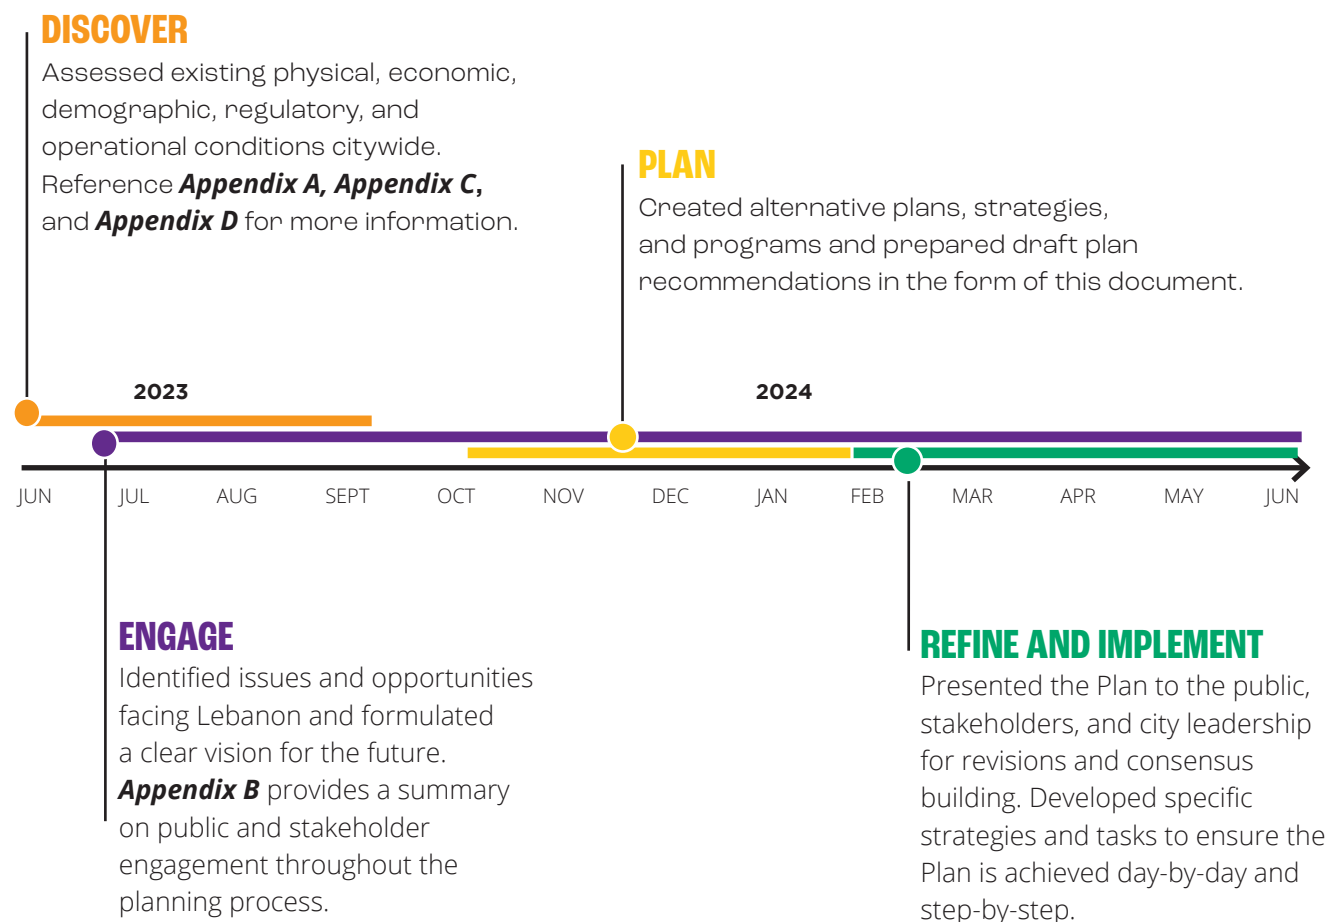 DISCOVER
Assessed existing physical, economic,
demographic, regulatory, and
operational conditions citywide.
Reference Appendix A, Appendix C,
and Appendix D for more information.
PLAN
Created alternative plans, strategies,
and programs and prepared draft plan
recommendations in the form of this document.
2023
2024
JUN JUL AUG SEPT OCT NOV DEC JAN FEB MAR APR MAY JUN
ENGAGE
Identified issues and opportunities
facing Lebanon and formulated
a clear vision for the future.
Appendix B provides a summary
on public and stakeholder
engagement throughout the
planning process.
REFINE AND IMPLEMENT
Presented the Plan to the public,
stakeholders, and city leadership
for revisions and consensus
building. Developed specific
strategies and tasks to ensure the
Plan is achieved day-by-day and
step-by-step.